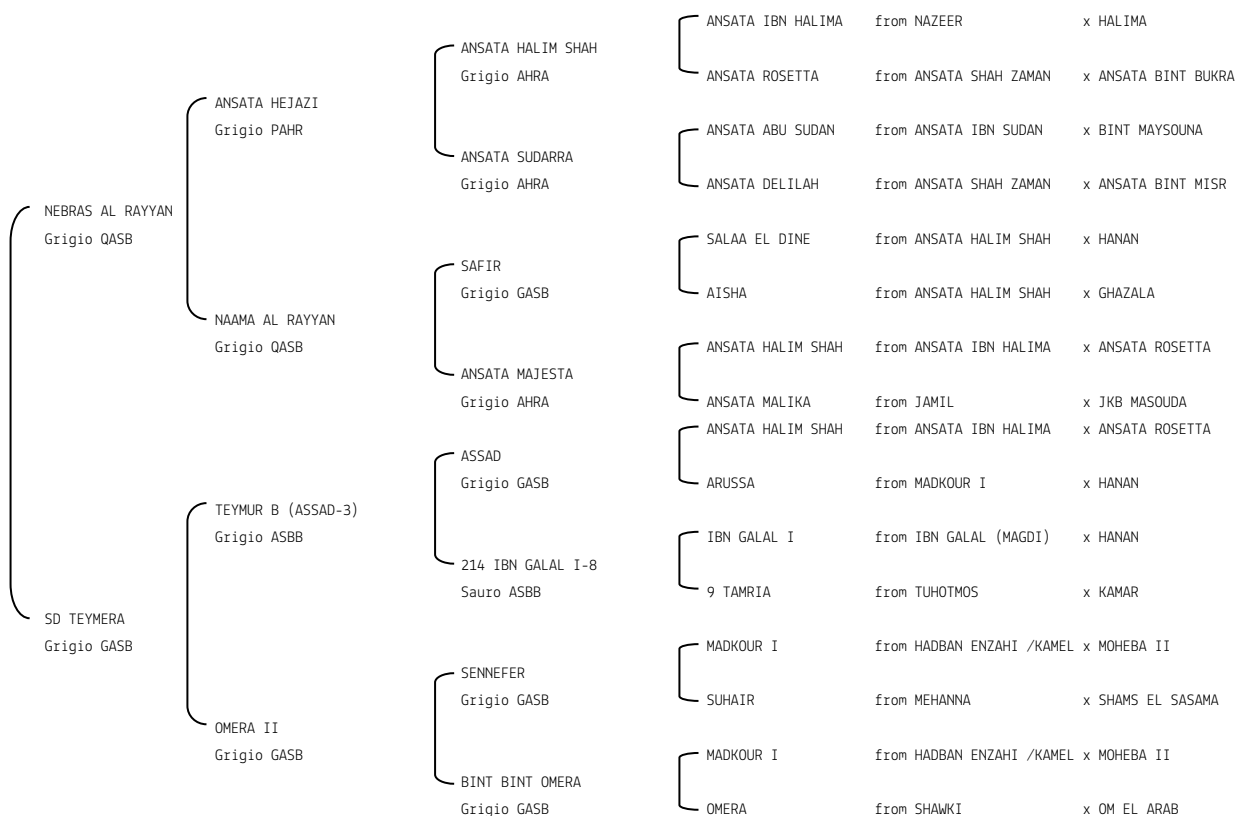 ANSATA IBN HALIMA from NAZEER x HALIMA
ANSATA HALIM SHAH
Grigio AHRA ANSATA ROSETTA from ANSATA SHAH ZAMAN x ANSATA BINT BUKRA
ANSATA HEJAZI
Grigio PAHR ANSATA ABU SUDAN from ANSATA IBN SUDAN x BINT MAYSOUNA
ANSATA SUDARRA
Grigio AHRA ANSATA DELILAH from ANSATA SHAH ZAMAN x ANSATA BINT MISR
NEBRAS AL RAYYAN
Grigio QASB SALAA EL DINE from ANSATA HALIM SHAH x HANAN
SAFIR
Grigio GASB AISHA from ANSATA HALIM SHAH x GHAZALA
NAAMA AL RAYYAN
Grigio QASB ANSATA HALIM SHAH from ANSATA IBN HALIMA x ANSATA ROSETTA
ANSATA MAJESTA
Grigio AHRA ANSATA MALIKA from JAMIL x JKB MASOUDA
ANSATA HALIM SHAH from ANSATA IBN HALIMA x ANSATA ROSETTA
ASSAD
Grigio GASB ARUSSA from MADKOUR I x HANAN
TEYMUR B (ASSAD-3)
Grigio ASBB IBN GALAL I from IBN GALAL (MAGDI) x HANAN
214 IBN GALAL I-8
Sauro ASBB 9 TAMRIA from TUHOTMOS x KAMAR
SD TEYMERA
Grigio GASB MADKOUR I from HADBAN ENZAHI /KAMEL x MOHEBA II
SENNEFER
Grigio GASB SUHAIR from MEHANNA x SHAMS EL SASAMA
OMERA II
Grigio GASB MADKOUR I from HADBAN ENZAHI /KAMEL x MOHEBA II
BINT BINT OMERA
Grigio GASB OMERA from SHAWKI x OM EL ARAB